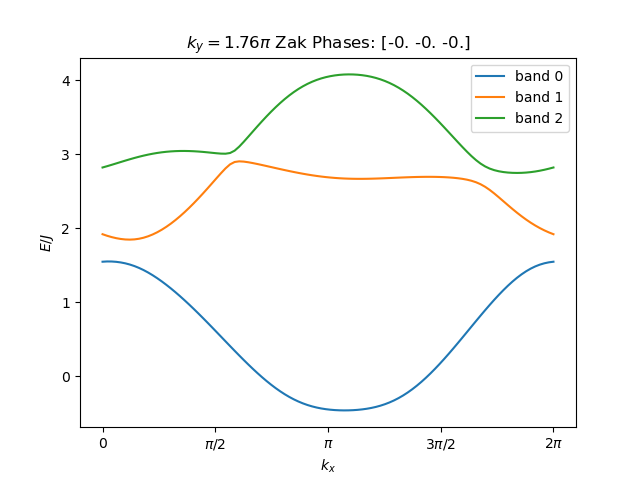 k_y = 1.76π Zak Phases: [-0. -0. -0.]
band 0
band 1
band 2
E/J
4
3
2
1
0
0 π/2 π 3π/2 2π
k_x